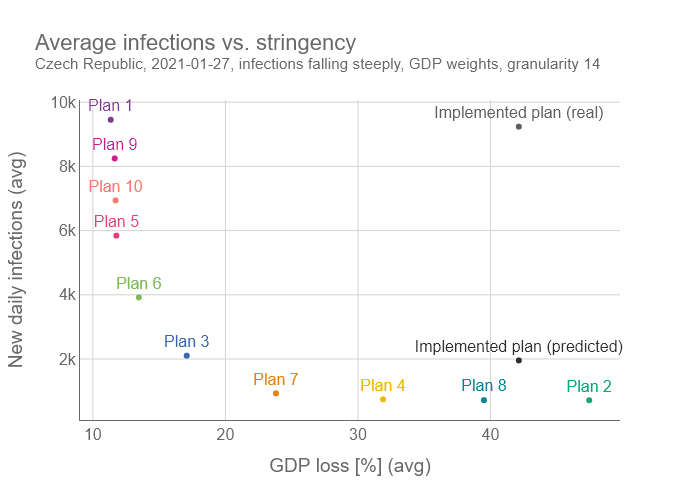 Average infections vs. stringency
Czech Republic, 2021-01-27, infections falling steeply, GDP weights, granularity 14
10k
Plan 1
Implemented plan (real)
Plan 9
8k
Plan 10
Plan 5
6k
Plan 6
4k
Plan 3
Implemented plan (predicted)
2k
Plan 7
Plan 4
Plan 8
Plan 2
10
20
30
40
GDP loss [%] (avg)
New daily infections (avg)